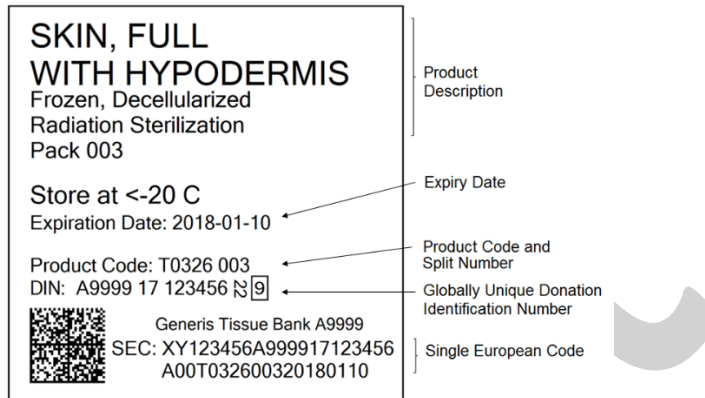 SKIN, FULL
WITH HYPODERMIS
Frozen, Decellularized
Radiation Sterilization
Pack 003
Product
Description
Store at <-20 C
Expiration Date: 2018-01-10
Expiry Date
Product Code: T0326 003
DIN: A9999 17 123456 22 9
Product Code and
Split Number
Globally Unique Donation
Identification Number
Generis Tissue Bank A9999
SEC: XY123456A999917123456
A00T032600320180110
Single European Code